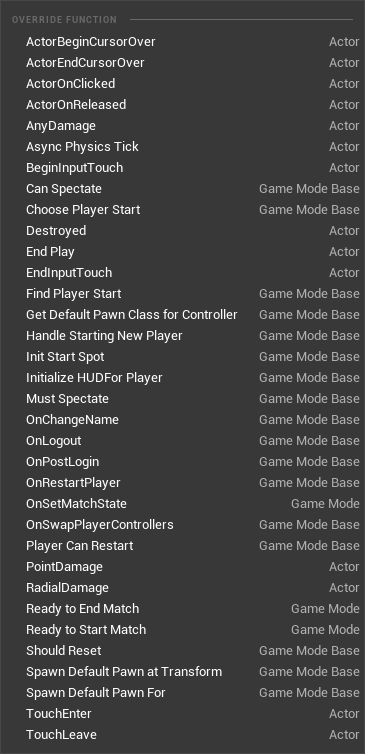 OVERRIDE FUNCTION
ActorBeginCursorOver Actor
ActorEndCursorOver Actor
ActorOnClicked Actor
ActorOnReleased Actor
AnyDamage Actor
Async Physics Tick Actor
BeginInputTouch Actor
Can Spectate Game Mode Base
Choose Player Start Game Mode Base
Destroyed Actor
End Play Actor
EndInputTouch Actor
Find Player Start Game Mode Base
Get Default Pawn Class for Controller Game Mode Base
Handle Starting New Player Game Mode Base
Init Start Spot Game Mode Base
Initialize HUDFor Player Game Mode Base
Must Spectate Game Mode Base
OnChangeName Game Mode Base
OnLogout Game Mode Base
OnPostLogin Game Mode Base
OnRestartPlayer Game Mode Base
OnSetMatchState Game Mode
OnSwapPlayerControllers Game Mode Base
Player Can Restart Game Mode Base
PointDamage Actor
RadialDamage Actor
Ready to End Match Game Mode
Ready to Start Match Game Mode
Should Reset Game Mode Base
Spawn Default Pawn at Transform Game Mode Base
Spawn Default Pawn For Game Mode Base
TouchEnter Actor
TouchLeave Actor